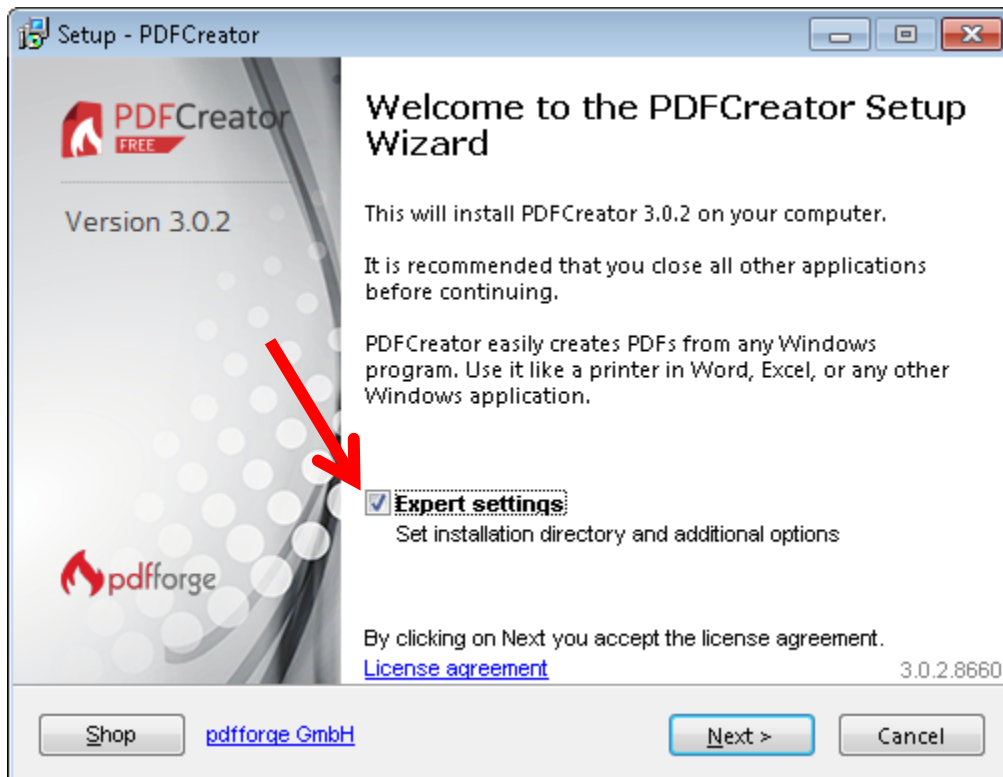 Setup - PDFCreator
PDFCreator
FREE
Version 3.0.2
Welcome to the PDFCreator Setup
Wizard
This will install PDFCreator 3.0.2 on your computer.
It is recommended that you close all other applications
before continuing.
PDFCreator easily creates PDFs from any Windows
program. Use it like a printer in Word, Excel, or any other
Windows application.
Expert settings
Set installation directory and additional options
pdfforge
By clicking on Next you accept the license agreement.
License agreement
3.0.2.8660
Shop
pdfforge GmbH
Next >
Cancel